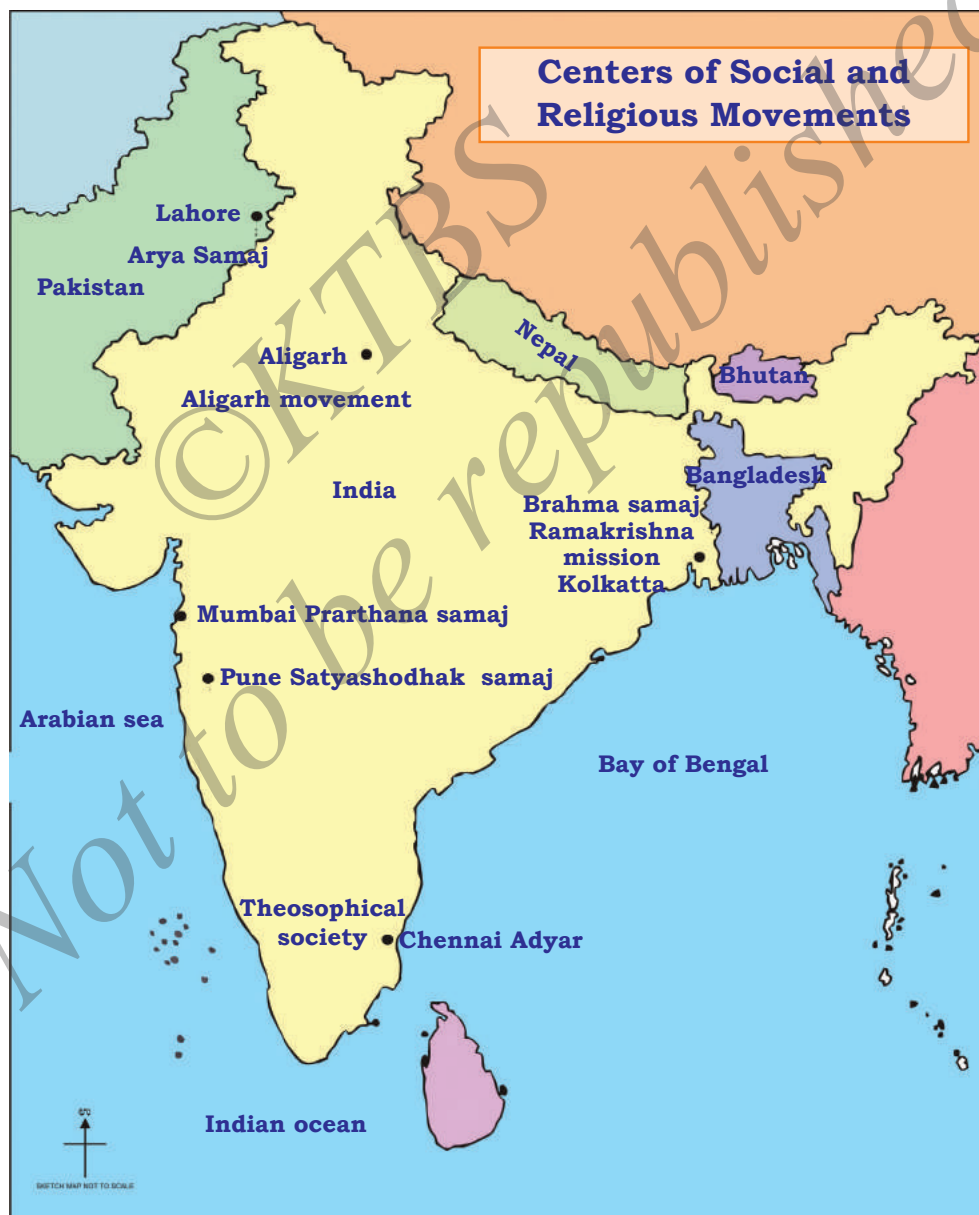 Centers of Social and
Religious Movements
Lahore
Arya Samaj
Pakistan
Nepal
Aligarh
Bhutan
Aligarh movement
Bangladesh
India
Brahma samaj
Ramakrishna
mission
Kolkatta
Mumbai Prarthana samaj
Pune Satyashodhak samaj
Arabian sea
Bay of Bengal
Theosophical
society
Chennai Adyar
Indian ocean
SKETCH MAP NOT TO SCALE
©KTBS
Not to be republished